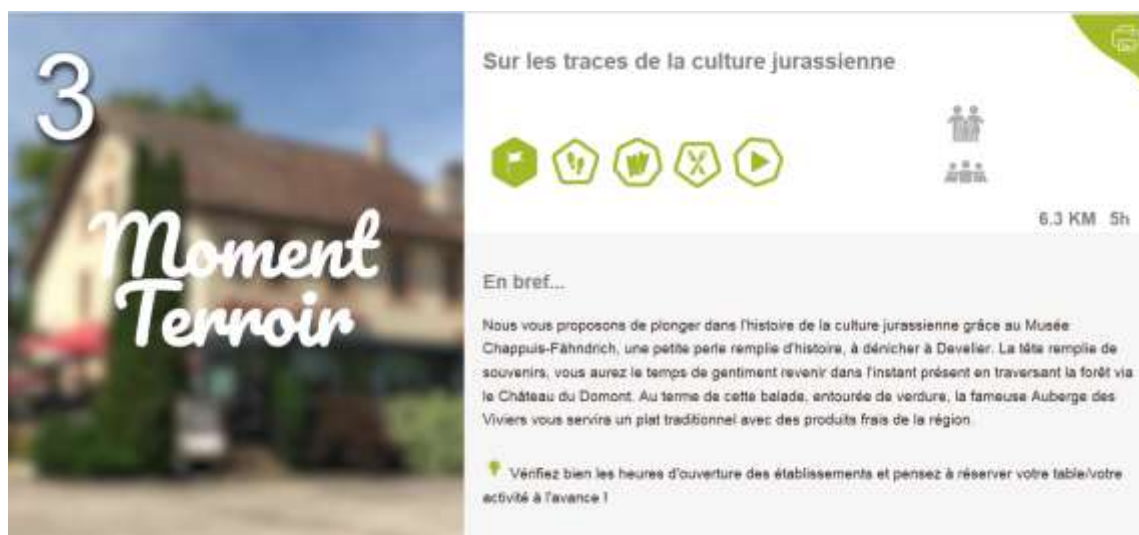 3
Moment
Terroir
Sur les traces de la culture jurassienne
6.3 KM 5h
En bref...
Nous vous proposons de plonger dans l'histoire de la culture jurassienne grâce au Musée
Chappuis-Fähndrich, une petite perle remplie d'histoire, à dénicher à Develier. La tête remplie de
souvenirs, vous aurez le temps de gentiment revenir dans l'instant présent en traversant la forêt via
le Château du Domont. Au terme de cette balade, entourée de verdure, la fameuse Auberge des
Viviers vous servira un plat traditionnel avec des produits frais de la région.
Vérifiez bien les heures d'ouverture des établissements et pensez à réserver votre table/votre
activité à l'avance !